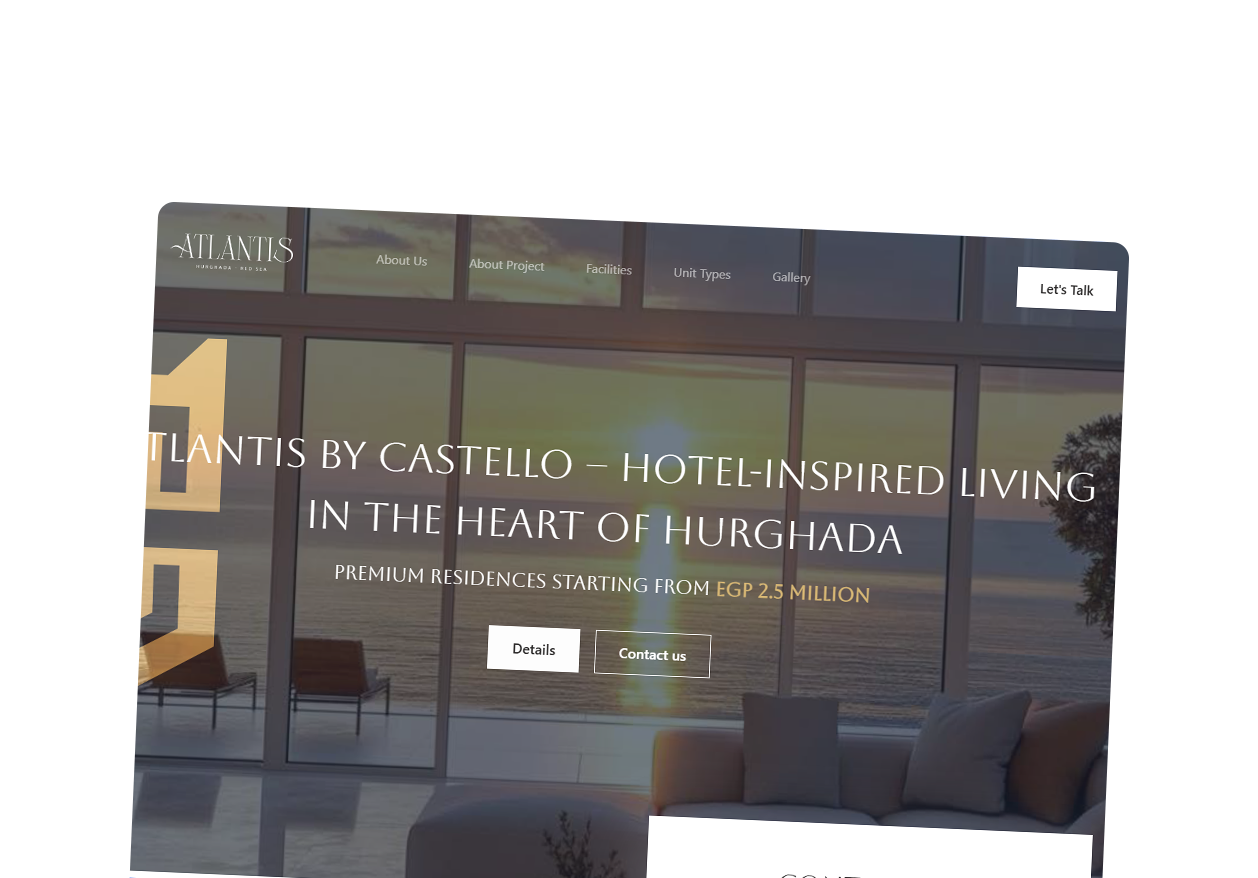 ATLANTIS
HURGHADA · RED SEA
About Us
About Project
Facilities
Unit Types
Gallery
Let's Talk
TLANTIS BY CASTELLO – HOTEL-INSPIRED LIVING
IN THE HEART OF HURGHADA
PREMIUM RESIDENCES STARTING FROM EGP 2.5 MILLION
Details
Contact us